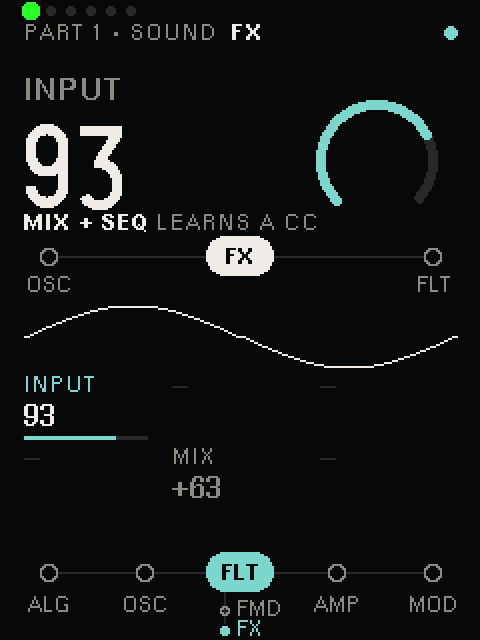 PART 1 · SOUND FX
INPUT
93
MIX + SEQ LEARNS A CC
FX
OSC FLT
INPUT
93
MIX
+63
FLT
ALG OSC AMP MOD
FMD
FX